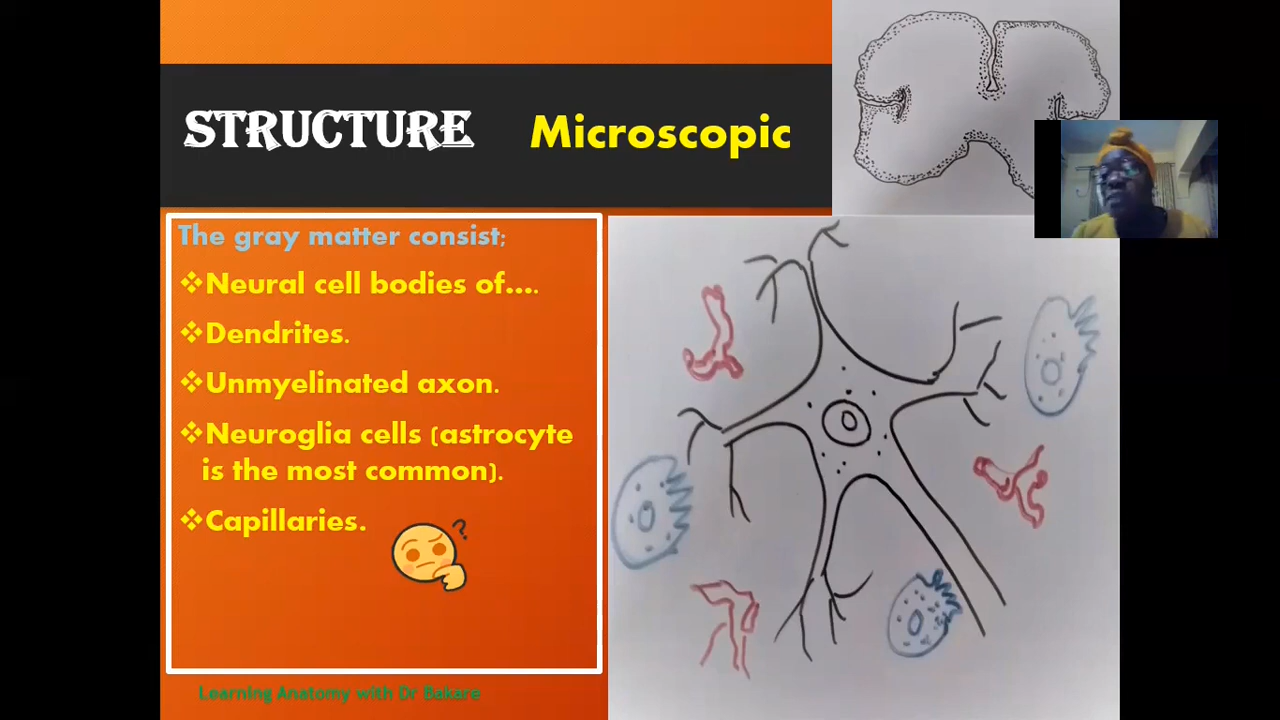 STRUCTURE Microscopic
The gray matter consist;
❖Neural cell bodies of....
❖Dendrites.
❖Unmyelinated axon.
❖Neuroglia cells (astrocyte
is the most common).
❖Capillaries.
?
Learning Anatomy with Dr Bakare